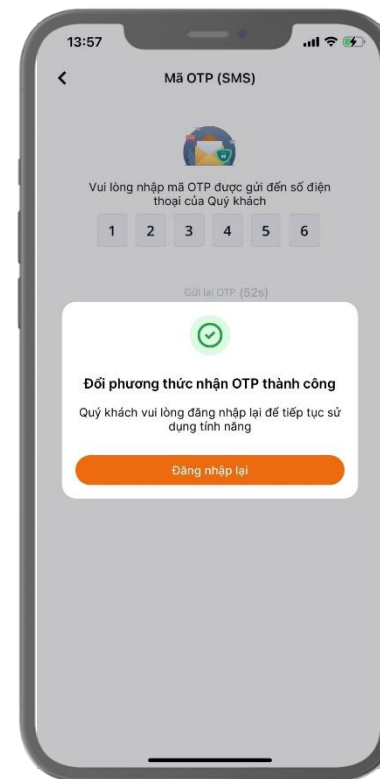 13:57
Mã OTP (SMS)
Vui lòng nhập mã OTP được gửi đến số điện
thoại của Quý khách
1 2 3 4 5 6
Gửi lại OTP (52s)
Đổi phương thức nhận OTP thành công
Quý khách vui lòng đăng nhập lại để tiếp tục sử
dụng tính năng
Đăng nhập lại